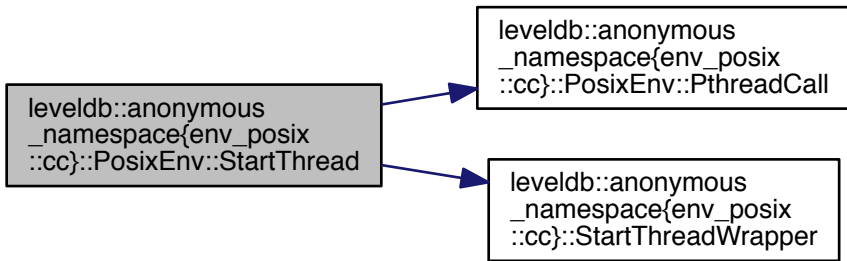 leveldb::anonymous
_namespace{env_posix
::cc}::PosixEnv::StartThread
leveldb::anonymous
_namespace{env_posix
::cc}::PosixEnv::PthreadCall
leveldb::anonymous
_namespace{env_posix
::cc}::StartThreadWrapper